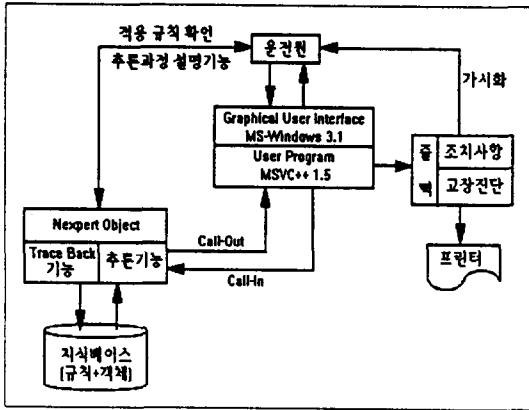 적용 규칙 확인
추론과정 설명기능
운전원
가시화
Graphical User Interface
MS-Windows 3.1
User Program
MSVC++ 1.5
출
력
조치사항
고장진단
프린터
Nexpert Object
Trace Back
기능
추론기능
Call-Out
Call-In
지식베이스
(규칙+객체)